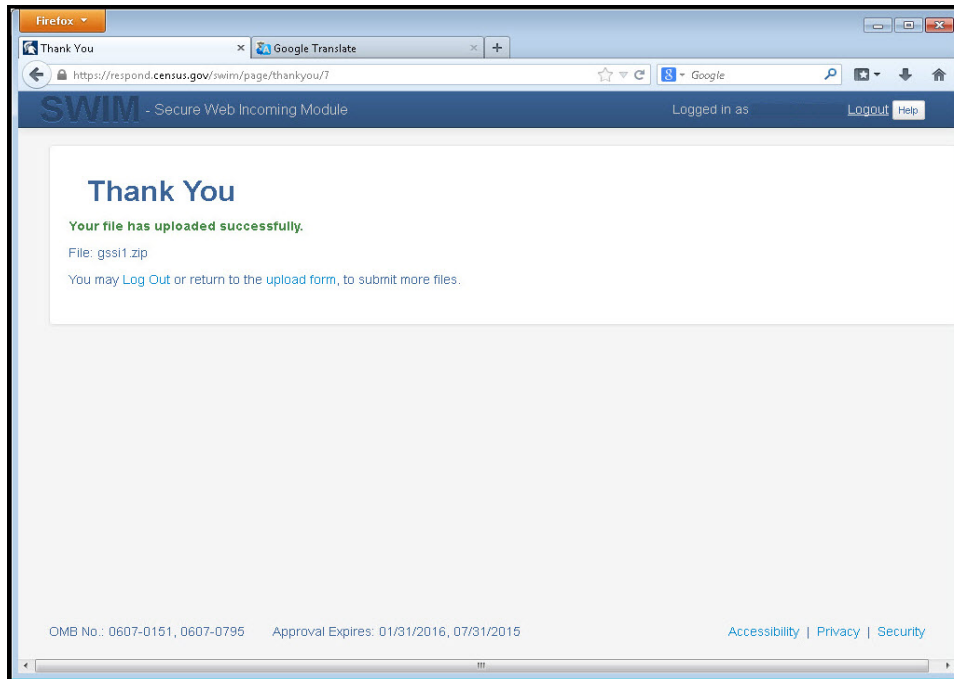 Firefox
Thank You
Google Translate
https://respond.census.gov/swim/page/thankyou/7
Google
SWIM - Secure Web Incoming Module
Logged in as
Logout
Help
Thank You
Your file has uploaded successfully.
File: gssi1.zip
You may Log Out or return to the upload form, to submit more files.
OMB No.: 0607-0151, 0607-0795 Approval Expires: 01/31/2016, 07/31/2015
Accessibility | Privacy | Security